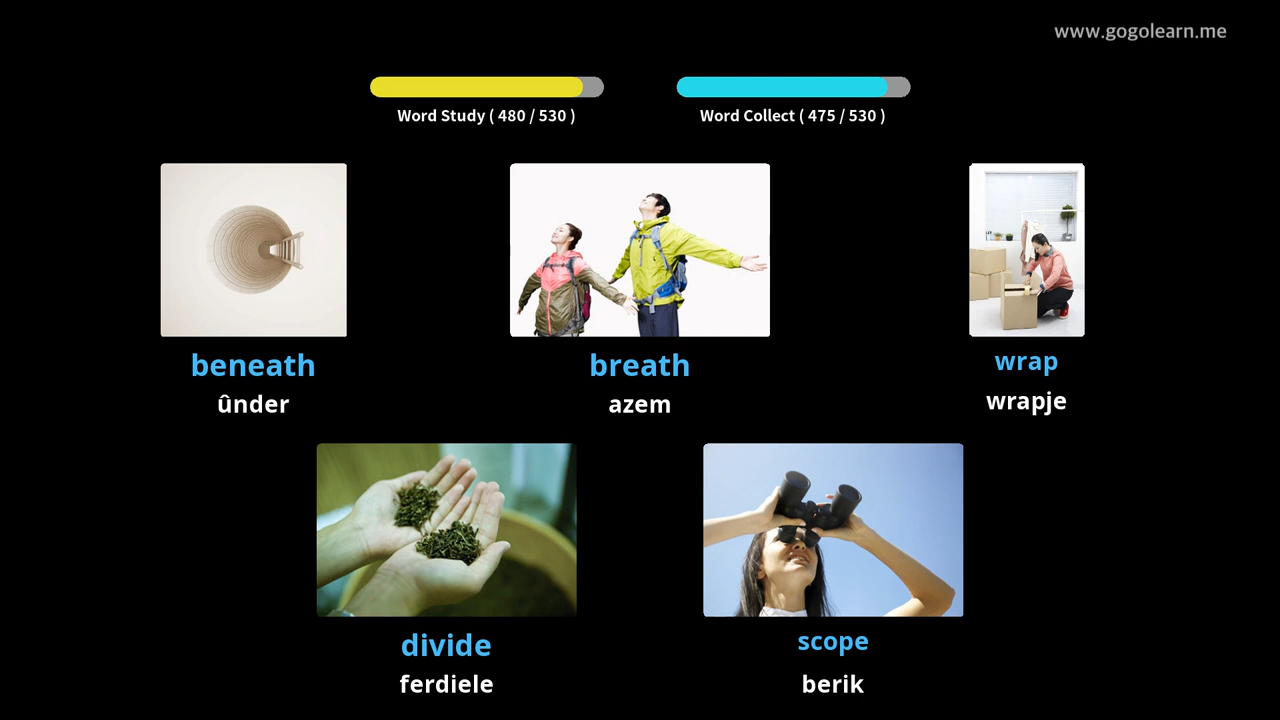 www.gogolearn.me
Word Study ( 480 / 530 )
Word Collect ( 475 / 530 )
beneath
ûnder
breath
azem
wrap
wrapje
divide
ferdiele
scope
berik